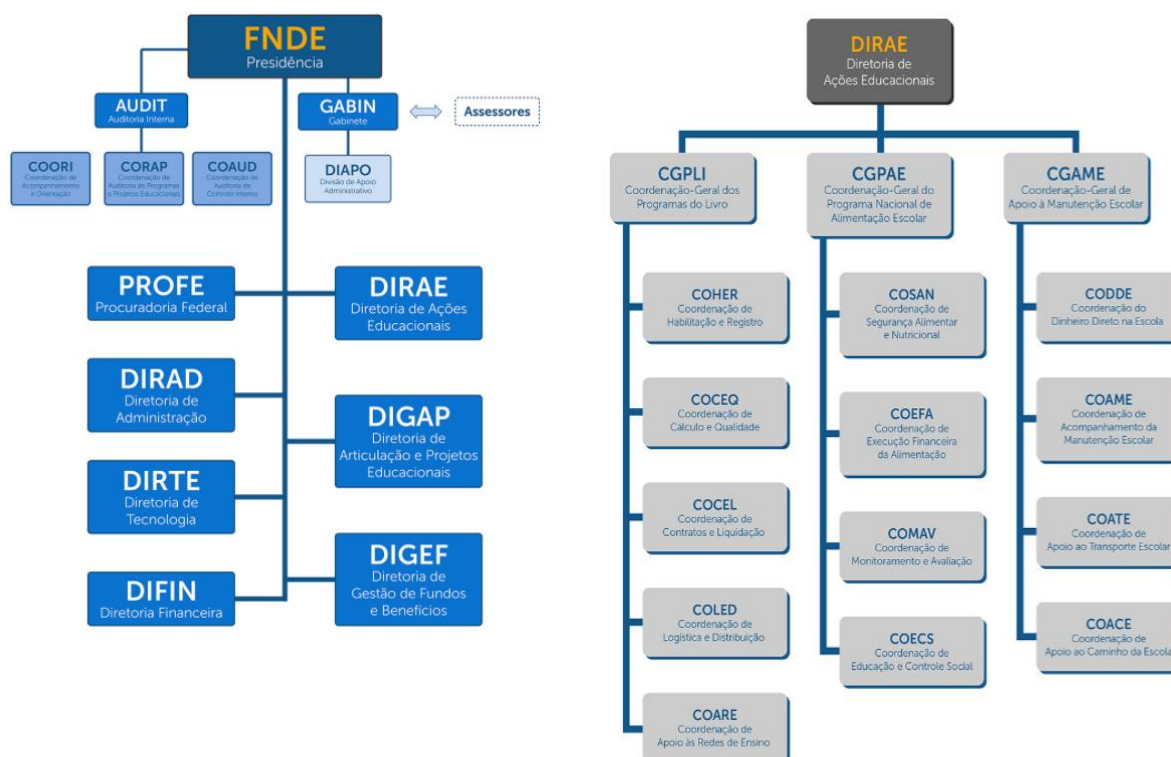 FNDE
Presidência
AUDIT
Auditoria Interna
GABIN
Gabinete
Assessores
COORI
Coordenação de
Acompanhamento
e Orientação
CORAP
Coordenação de
Auditoria de Programas
e Projetos Educacionais
COAUD
Coordenação de
Auditoria de
Controle Interno
DIAPO
Divisão de Apoio
Administrativo
PROFE
Procuradoria Federal
DIRAE
Diretoria de Ações
Educacionais
DIRAD
Diretoria de
Administração
DIGAP
Diretoria de
Articulação e Projetos
Educacionais
DIRTE
Diretoria de
Tecnologia
DIGEF
Diretoria de
Gestão de Fundos
e Benefícios
DIFIN
Diretoria Financeira
DIRAE
Diretoria de
Ações Educacionais
CGPLI
Coordenação-Geral dos
Programas do Livro
CGPAE
Coordenação-Geral do
Programa Nacional de
Alimentação Escolar
CGAME
Coordenação-Geral de
Apoio à Manutenção Escolar
COHER
Coordenação de
Habilitação e Registro
COCEQ
Coordenação de
Cálculo e Qualidade
COCEL
Coordenação de
Contratos e Liquidação
COLED
Coordenação de
Logística e Distribuição
COARE
Coordenação de
Apoio às Redes de Ensino
COSAN
Coordenação de
Segurança Alimentar
e Nutricional
COEFA
Coordenação de
Execução Financeira
da Alimentação
COMAV
Coordenação de
Monitoramento e Avaliação
COECS
Coordenação de
Educação e Controle Social
CODDE
Coordenação do
Dinheiro Direto na Escola
COAME
Coordenação de
Acompanhamento da
Manutenção Escolar
COATE
Coordenação de
Apoio ao Transporte Escolar
COACE
Coordenação de
Apoio ao Caminho da Escola